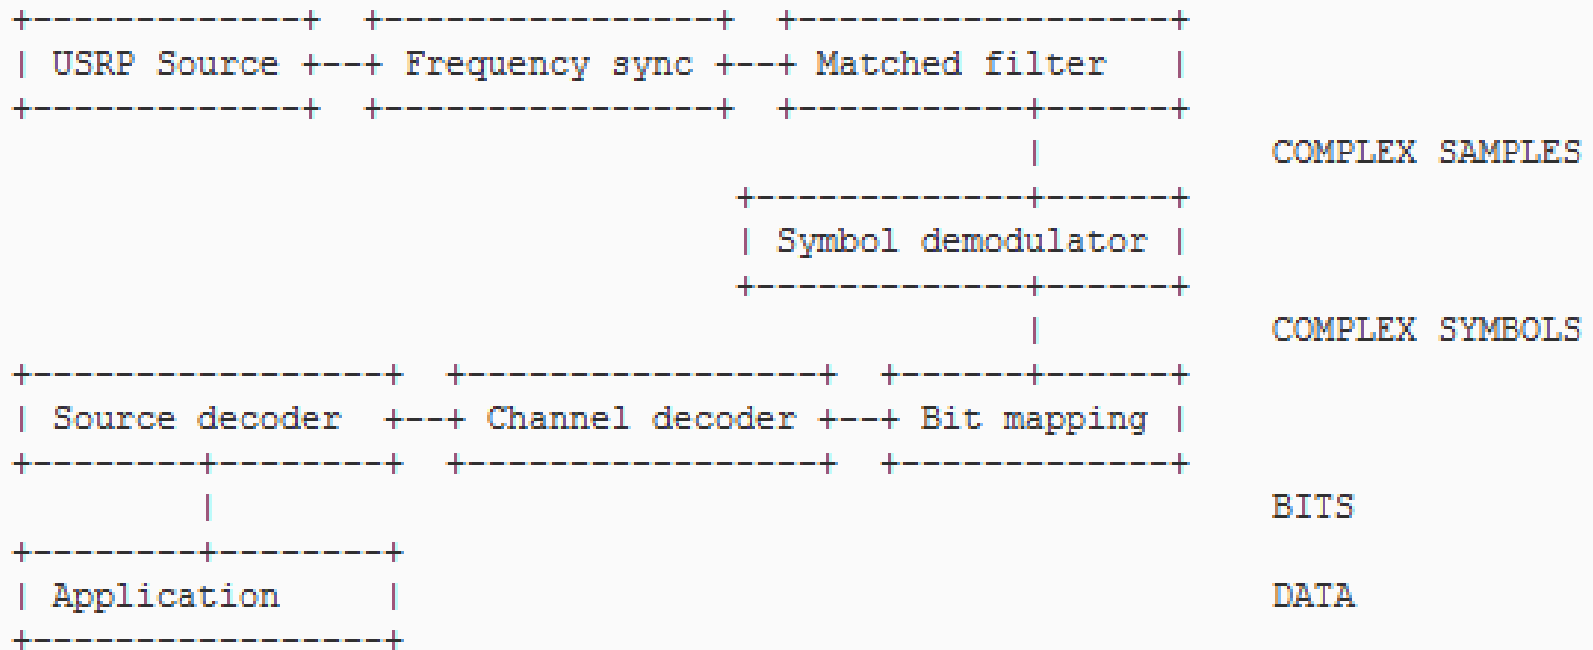 +-------------+  +----------------+  +------------------+
| USRP Source +--+ Frequency sync +--+ Matched filter   |
+-------------+  +----------------+  +-----------+------+
                                                 |           COMPLEX SAMPLES
                                   +-------------+------+
                                   | Symbol demodulator |
                                   +-------------+------+
                                                 |           COMPLEX SYMBOLS
+-----------------+  +-----------------+  +------+------+
| Source decoder  +--+ Channel decoder +--+ Bit mapping |
+--------+--------+  +-----------------+  +-------------+
         |                                                   BITS
+--------+--------+
| Application     |                                          DATA
+-----------------+